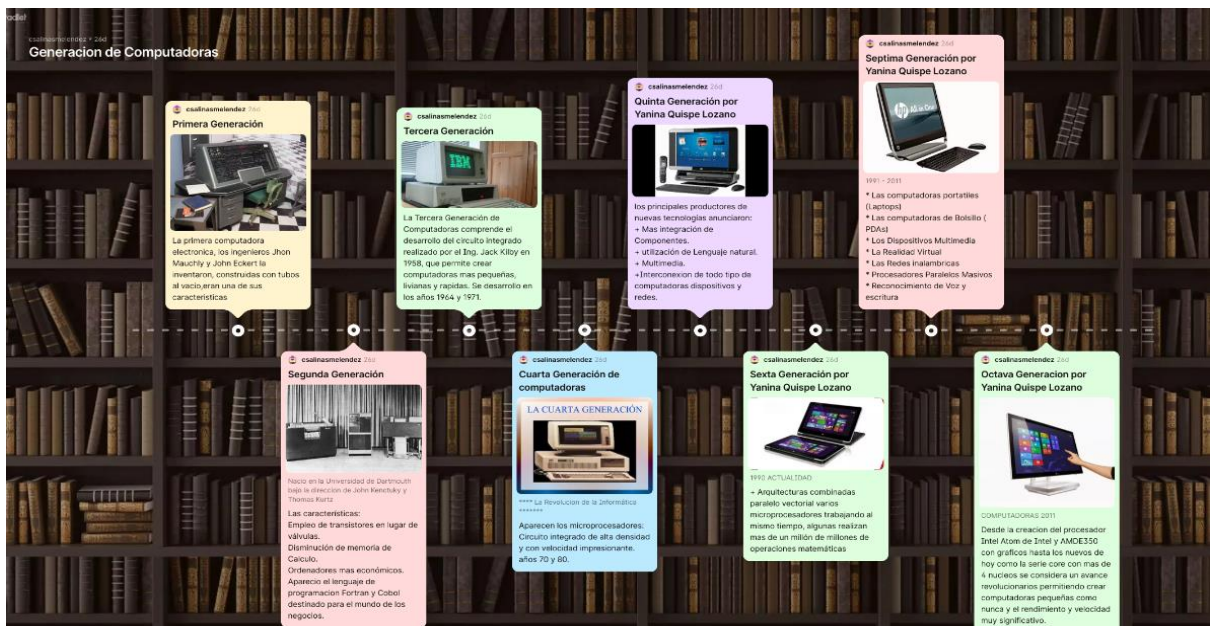 csalinasmelendez • 26d
Generacion de Computadoras
csalinasmelendez 26d
Primera Generación
La primera computadora
electronica, los ingenieros Jhon
Mauchly y John Eckert la
inventaron, construidas con tubos
al vacio,eran una de sus
caracteristicas
csalinasmelendez 26d
Segunda Generación
Nacio en la Universidad de Dartmouth
bajo la direccion de John Kenctuky y
Thomas Kurtz
Las características:
Empleo de transistores en lugar de
válvulas.
Disminución de memoria de
Calculo.
Ordenadores mas económicos.
Aparecio el lenguaje de
programacion Fortran y Cobol
destinado para el mundo de los
negocios.
csalinasmelendez 26d
Tercera Generación
IBM
La Tercera Generación de
Computadoras comprende el
desarrollo del circuito integrado
realizado por el Ing. Jack Kilby en
1958, que permite crear
computadoras mas pequeñas,
livianas y rapidas. Se desarrollo en
los años 1964 y 1971.
csalinasmelendez 26d
Cuarta Generación de
computadoras
LA CUARTA GENERACIÓN
**** La Revolucion de la Informática
*******
Aparecen los microprocesadores:
Circuito integrado de alta densidad
y con velocidad impresionante.
años 70 y 80.
csalinasmelendez 26d
Quinta Generación por
Yanina Quispe Lozano
los principales productores de
nuevas tecnologías anunciaron:
+ Mas integración de
Componentes.
+ utilización de Lenguaje natural.
+ Multimedia.
+Interconexion de todo tipo de
computadoras dispositivos y
redes.
csalinasmelendez 26d
Sexta Generación por
Yanina Quispe Lozano
1990 ACTUALIDAD
+ Arquitecturas combinadas
paralelo vectorial varios
microprocesadores trabajando al
mismo tiempo, algunas realizan
mas de un milión de millones de
operaciones matemáticas
csalinasmelendez 26d
Septima Generación por
Yanina Quispe Lozano
hp All in One
1991 - 2011
* Las computadoras portatiles
(Laptops)
* Las computadoras de Bolsillo (
PDAs)
* Los Dispositivos Multimedia
* La Realidad Virtual
* Las Redes inalambricas
* Procesadores Paralelos Masivos
* Reconocimiento de Voz y
escritura
csalinasmelendez 26d
Octava Generacion por
Yanina Quispe Lozano
COMPUTADORAS 2011
Desde la creacion del procesador
Intel Atom de Intel y AMDE350
con graficos hasta los nuevos de
hoy como la serie core con mas de
4 nucleos se considera un avance
revolucionarios permitiendo crear
computadoras pequeñas como
nunca y el rendimiento y velocidad
muy significativo.